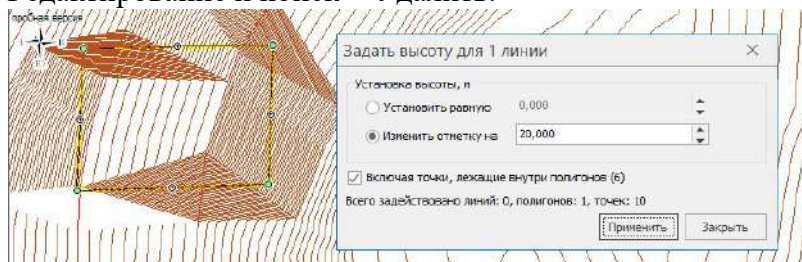 пробная версия
Задать высоту для 1 линии
Установка высоты, м
Установить равную 0,000
Изменить отметку на 20,000
Включая точки, лежащие внутри полигонов (6)
Всего задействовано линий: 0, полигонов: 1, точек: 10
Применить Закрыть